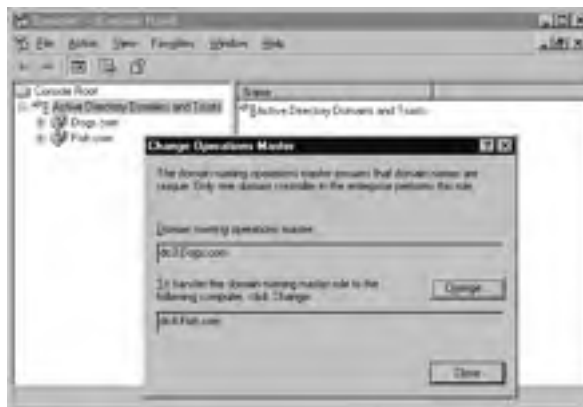 File Action View Favorites Window Help
Console Root
Active Directory Domains and Trusts
Dogs.com
Fish.com
Name
Active Directory Domains and Trusts
Change Operations Master
The domain naming operations master ensures that domain names are
unique. Only one domain controller in the enterprise performs this role.
Domain naming operations master:
Dogs.com
To transfer the domain naming master role to the
following computer, click Change.
Change...
Fish.com
Close